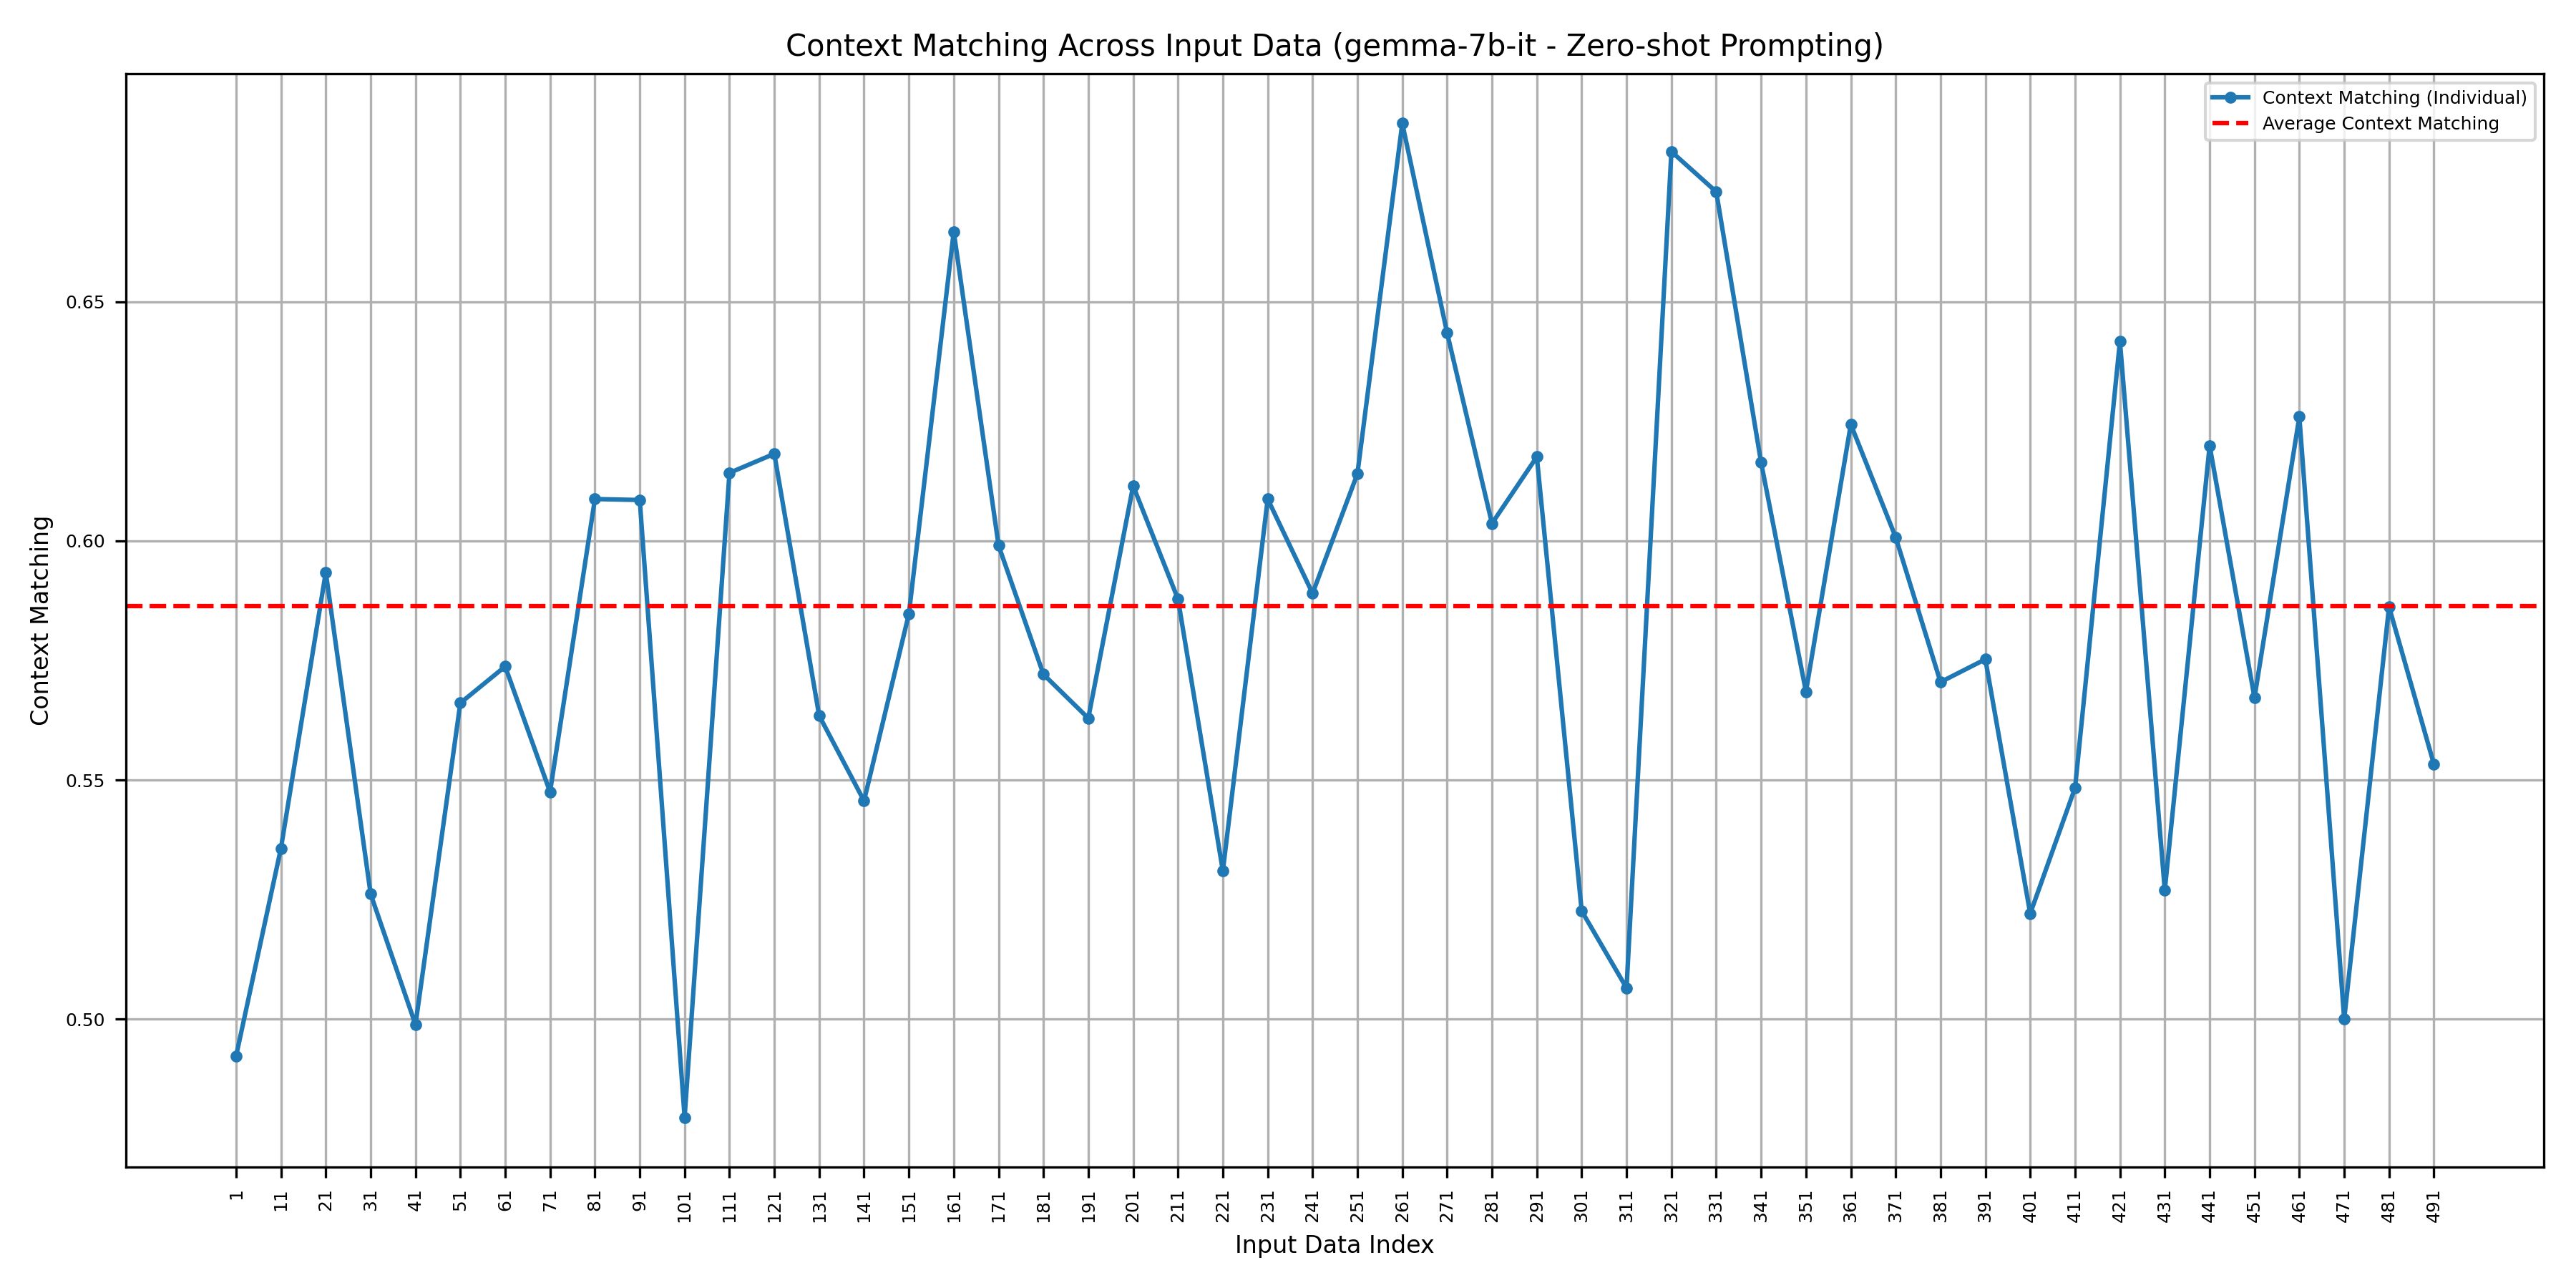 Context Matching Across Input Data (gemma-7b-it - Zero-shot Prompting)
Context Matching (Individual)
Average Context Matching
Context Matching
0.65
0.60
0.55
0.50
1 11 21 31 41 51 61 71 81 91 101 111 121 131 141 151 161 171 181 191 201 211 221 231 241 251 261 271 281 291 301 311 321 331 341 351 361 371 381 391 401 411 421 431 441 451 461 471 481 491
Input Data Index